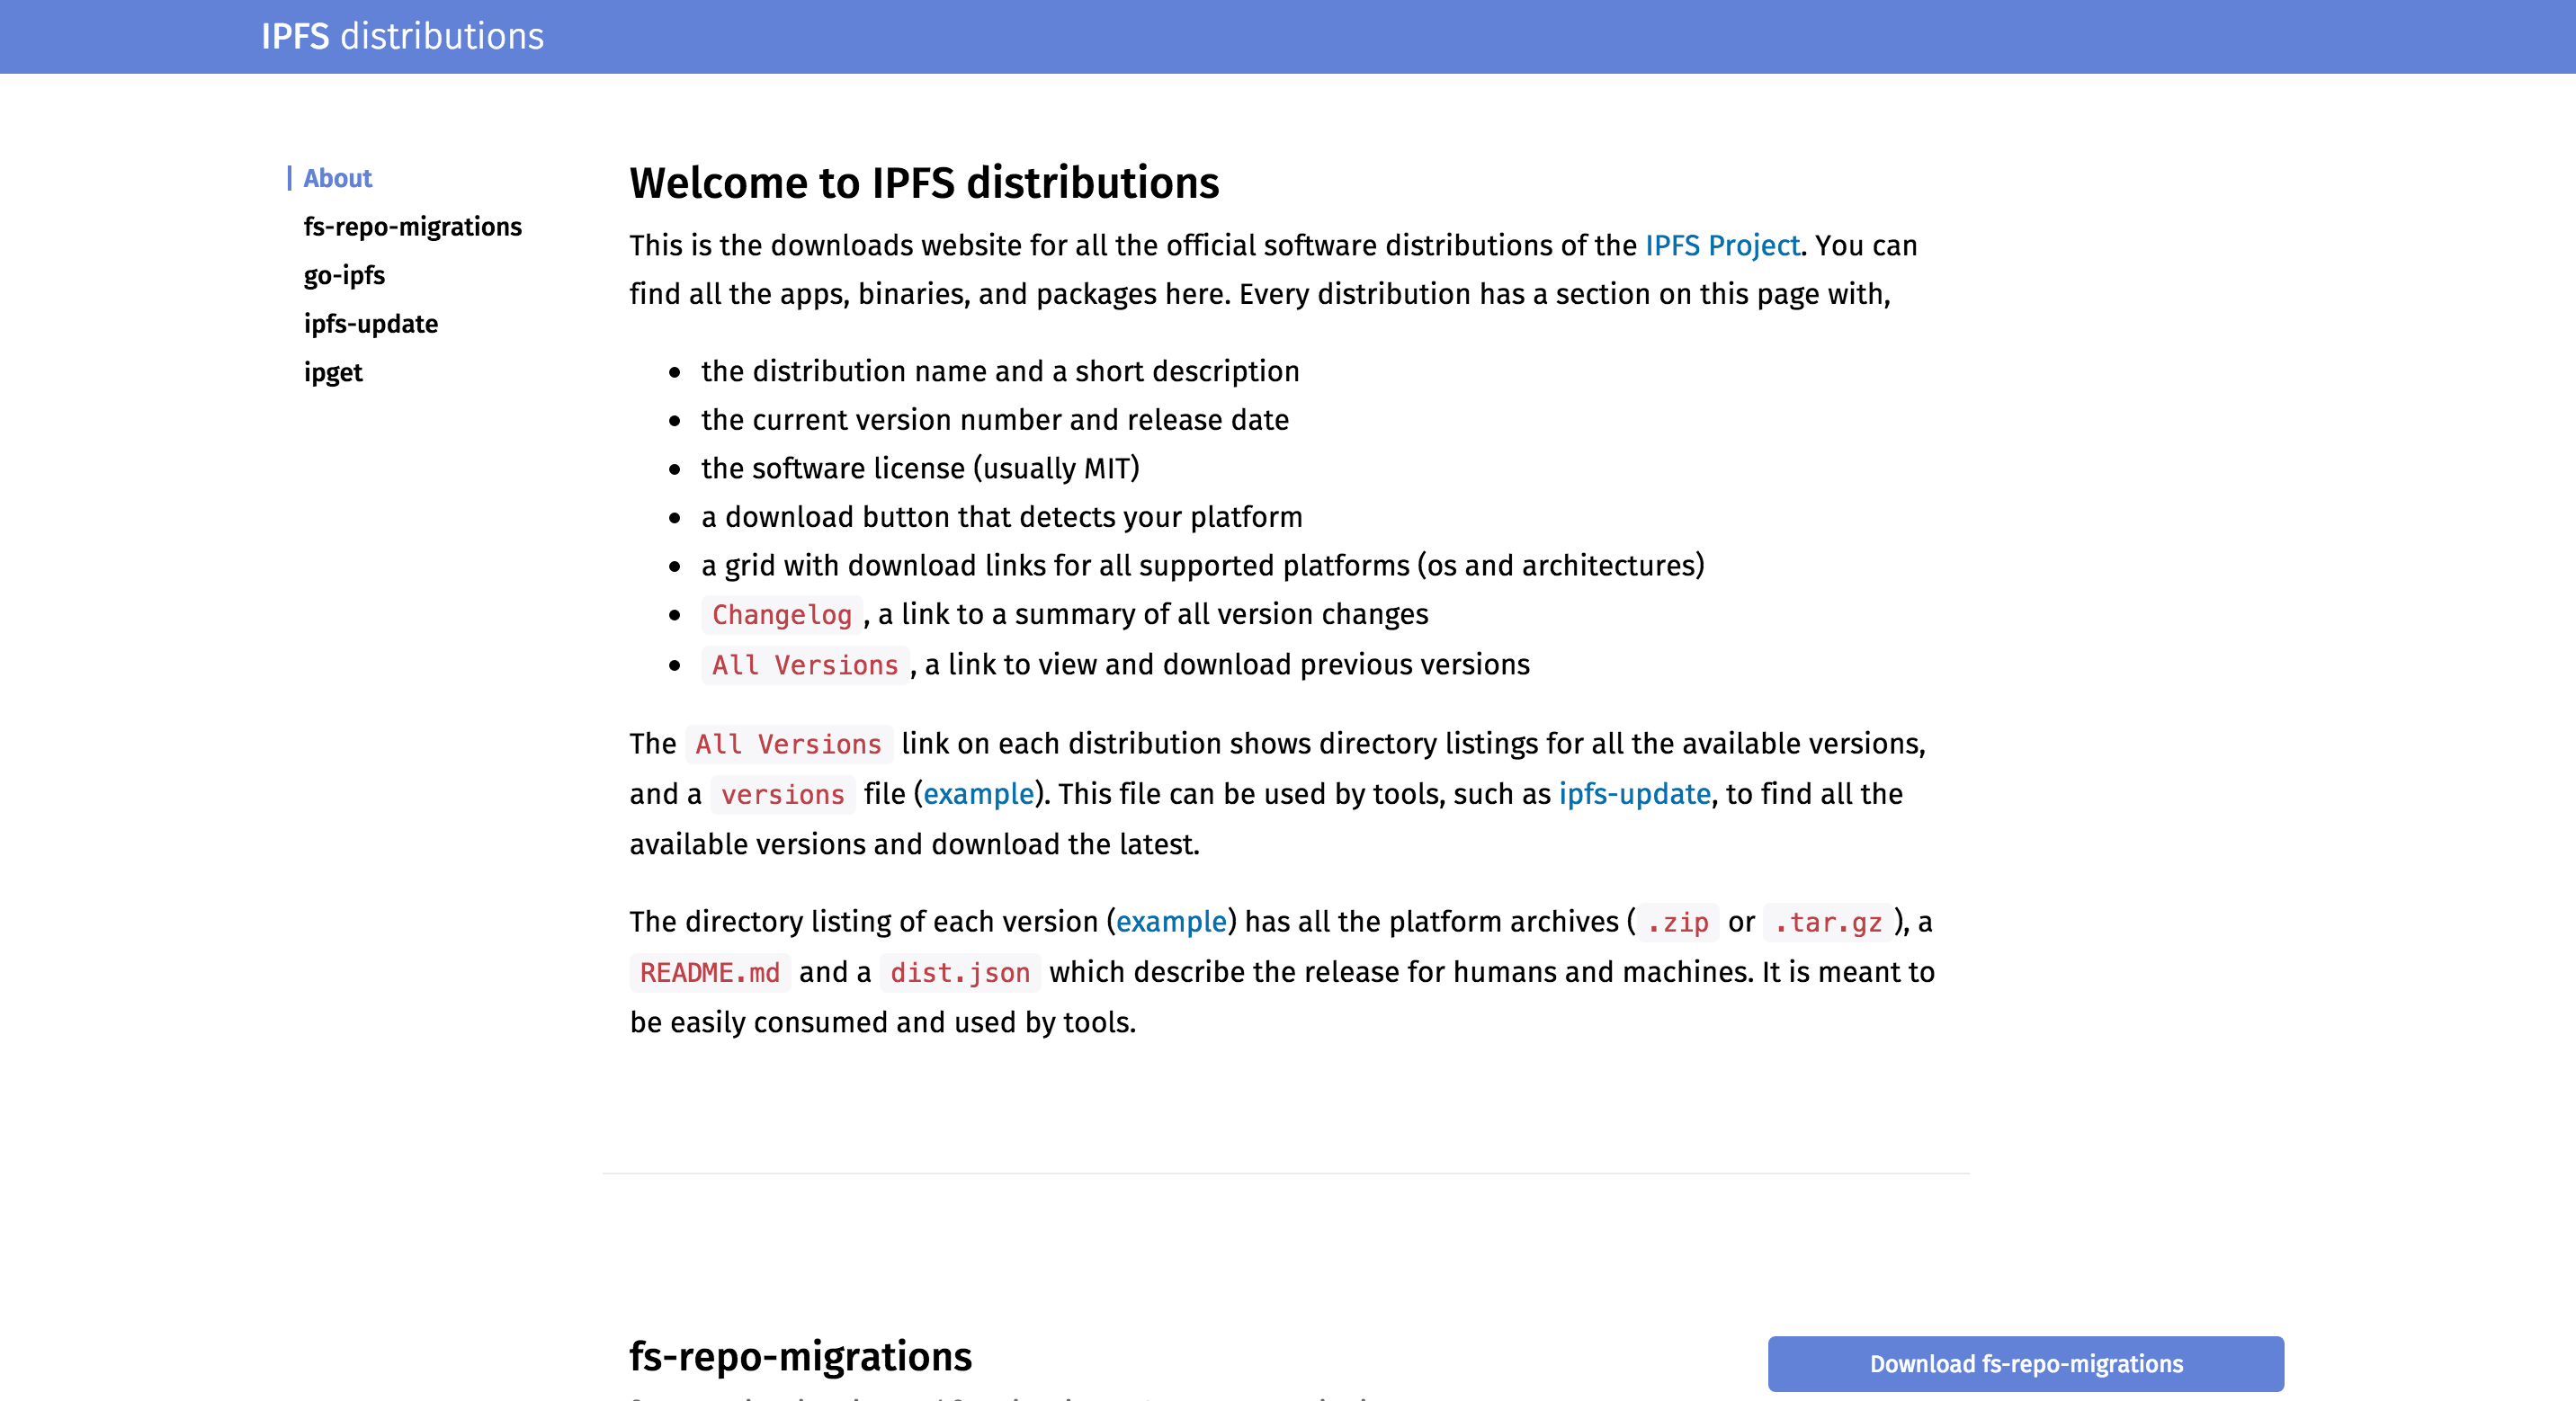 IPFS distributions
About
fs-repo-migrations
go-ipfs
ipfs-update
ipget
Welcome to IPFS distributions
This is the downloads website for all the official software distributions of the IPFS Project. You can
find all the apps, binaries, and packages here. Every distribution has a section on this page with,
the distribution name and a short description
the current version number and release date
the software license (usually MIT)
a download button that detects your platform
a grid with download links for all supported platforms (os and architectures)
Changelog, a link to a summary of all version changes
All Versions, a link to view and download previous versions
The All Versions link on each distribution shows directory listings for all the available versions,
and a versions file (example). This file can be used by tools, such as ipfs-update, to find all the
available versions and download the latest.
The directory listing of each version (example) has all the platform archives (.zip or .tar.gz), a
README.md and a dist.json which describe the release for humans and machines. It is meant to
be easily consumed and used by tools.
fs-repo-migrations
Download fs-repo-migrations